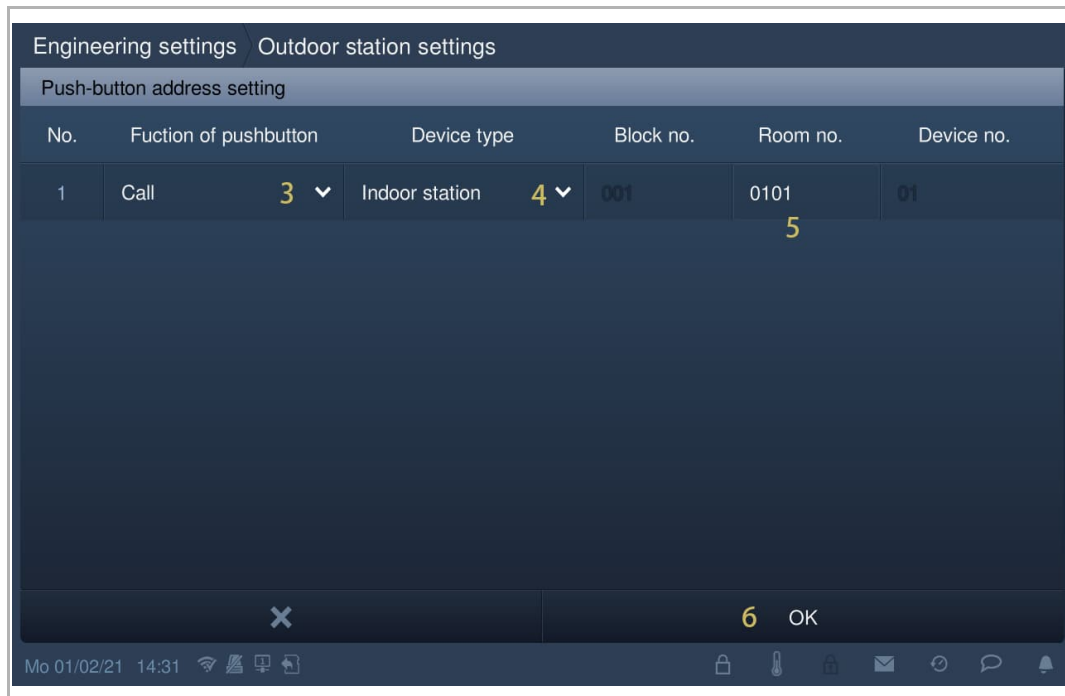 Engineering settings Outdoor station settings
Push-button address setting
No. Fuction of pushbutton Device type Block no. Room no. Device no.
1 Call 3 Indoor station 4 001 0101 01
5
6 OK
Mo 01/02/21 14:31